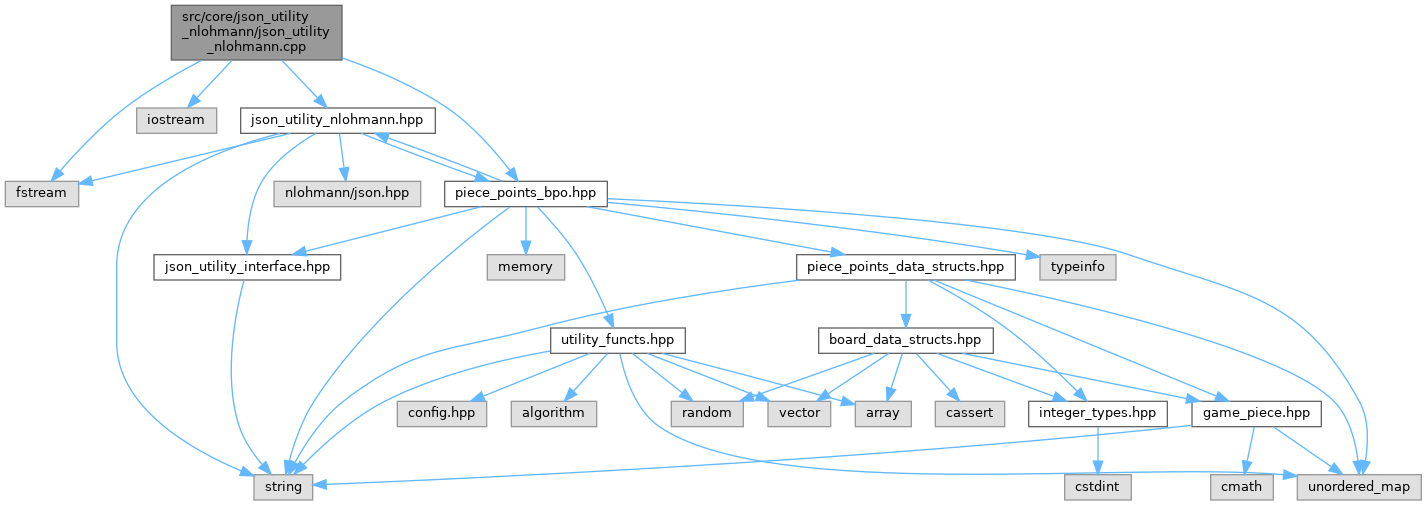 src/core/json_utility
_nlohmann/json_utility
_nlohmann.cpp
iostream
json_utility_nlohmann.hpp
fstream
nlohmann/json.hpp
piece_points_bpo.hpp
json_utility_interface.hpp
memory
piece_points_data_structs.hpp
typeinfo
utility_functs.hpp
board_data_structs.hpp
config.hpp
algorithm
random
vector
array
cassert
integer_types.hpp
game_piece.hpp
string
cstdint
cmath
unordered_map